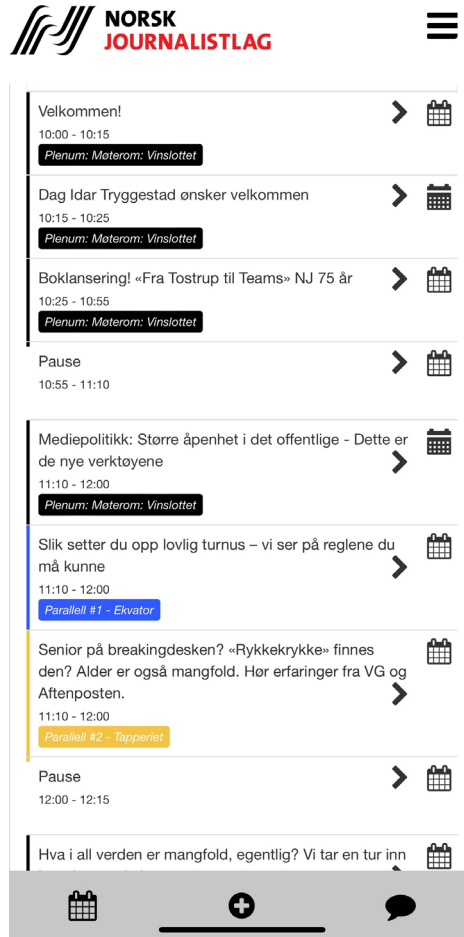 NORSK
JOURNALISTLAG
Velkommen!
10:00 - 10:15
Plenum: Møterom: Vinslottet
Dag Idar Tryggestad ønsker velkommen
10:15 - 10:25
Plenum: Møterom: Vinslottet
Boklansering! «Fra Tostrup til Teams» NJ 75 år
10:25 - 10:55
Plenum: Møterom: Vinslottet
Pause
10:55 - 11:10
Mediepolitikk: Større åpenhet i det offentlige - Dette er
de nye verktøyene
11:10 - 12:00
Plenum: Møterom: Vinslottet
Slik setter du opp lovlig turnus – vi ser på reglene du
må kunne
11:10 - 12:00
Parallell #1 - Ekvator
Senior på breakingdesken? «Rykkekrykke» finnes
den? Alder er også mangfold. Hør erfaringer fra VG og
Aftenposten.
11:10 - 12:00
Parallell #2 - Tapperiet
Pause
12:00 - 12:15
Hva i all verden er mangfold, egentlig? Vi tar en tur inn